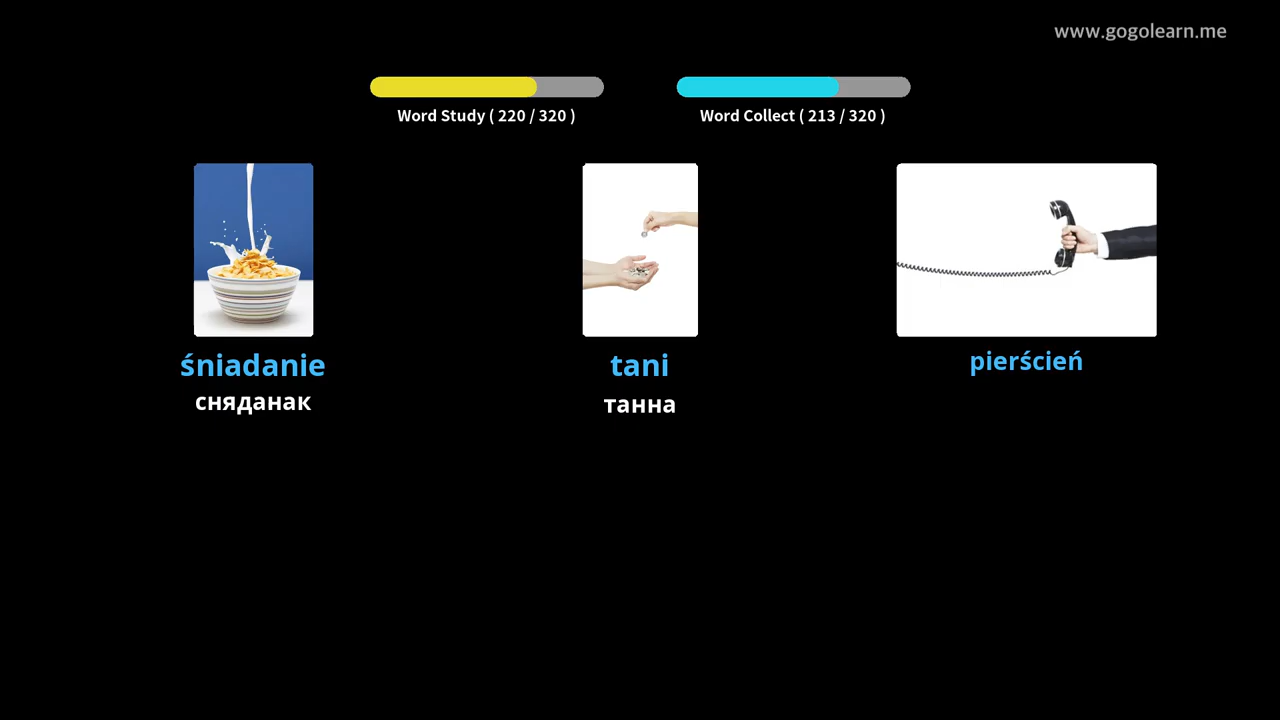 www.gogolearn.me
Word Study ( 220 / 320 )
Word Collect ( 213 / 320 )
śniadanie
сняданак
tani
танна
pierścień